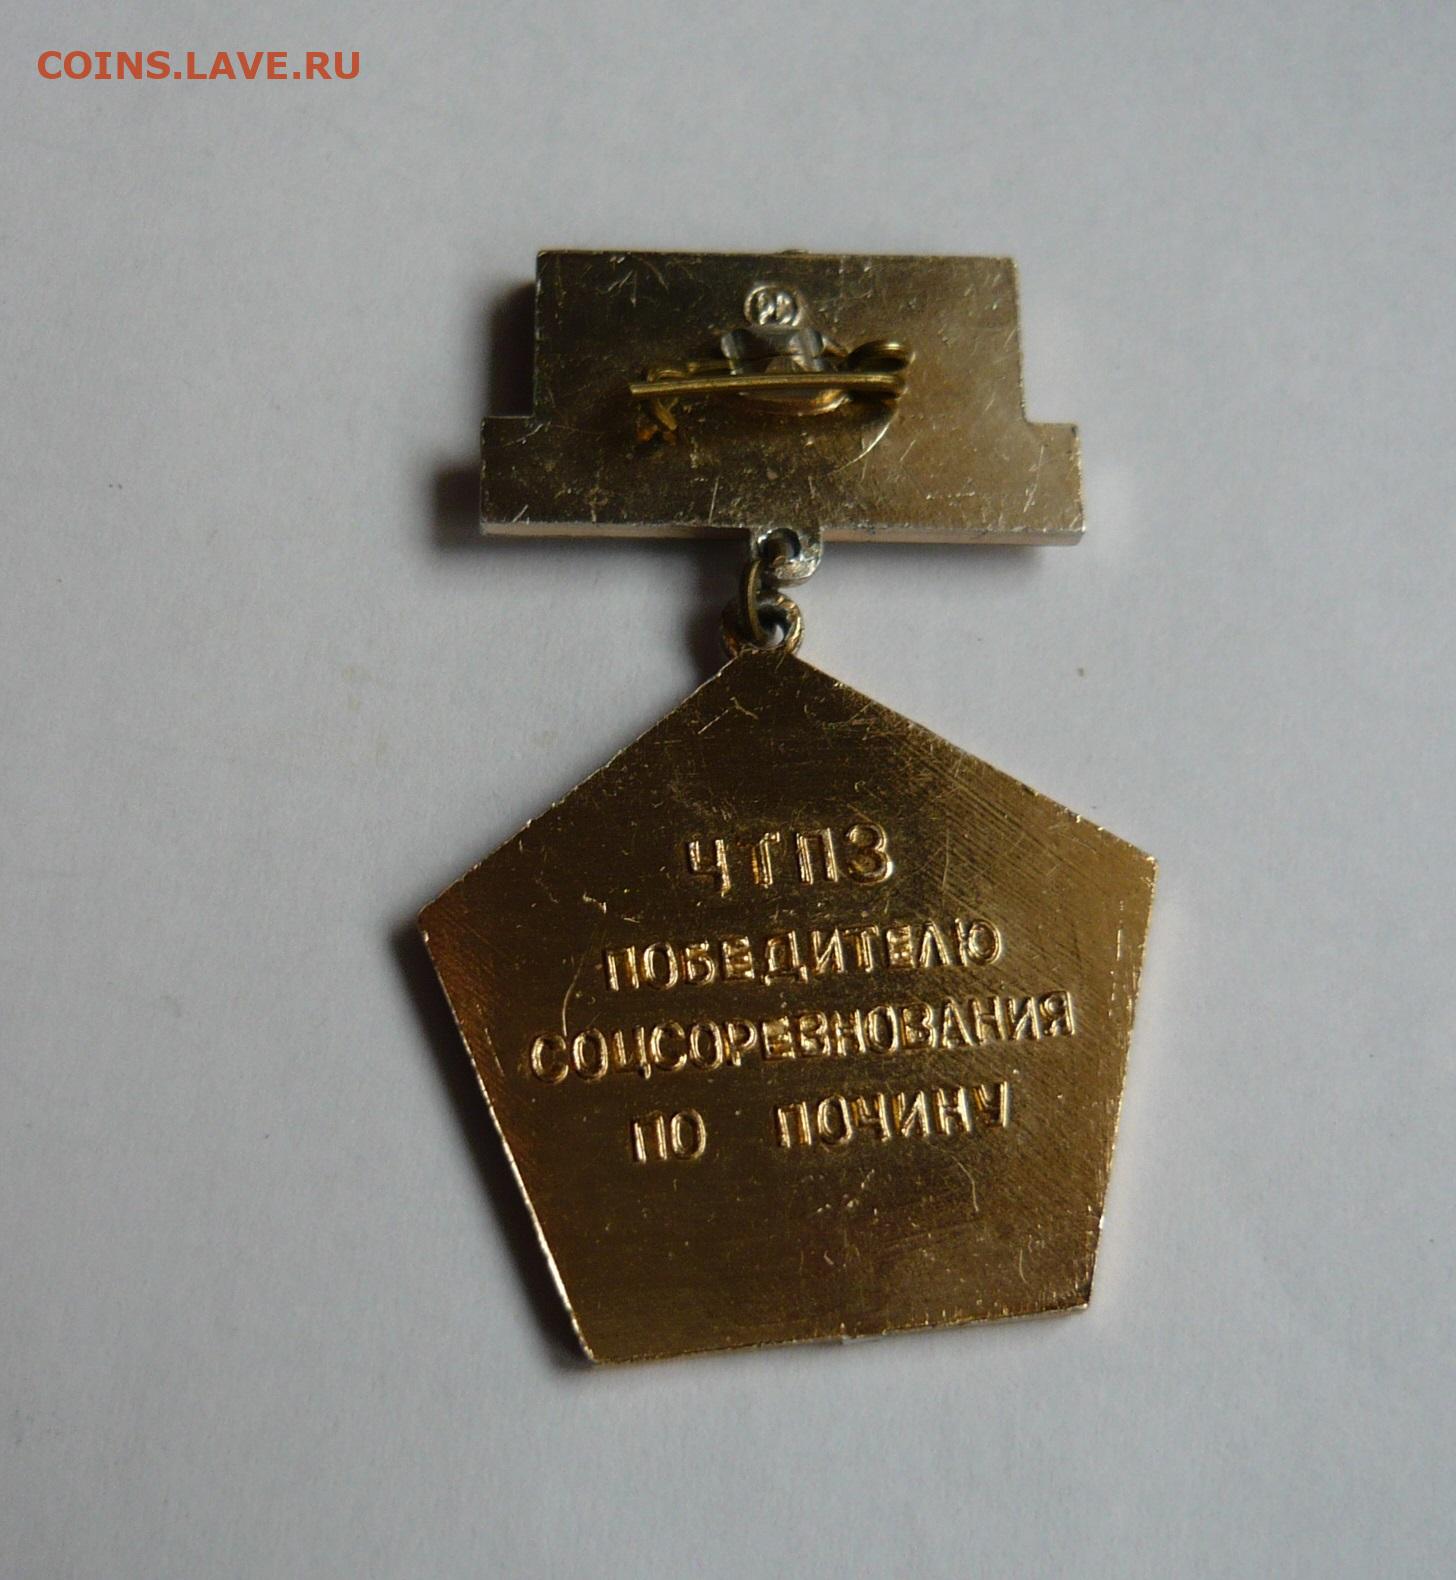 COINS.LAVE.RU
ЧТПЗ
ПОБЕДИТЕЛЮ
СОЦСОРЕВНОВАНИЯ
ПО ПОЧИНУ